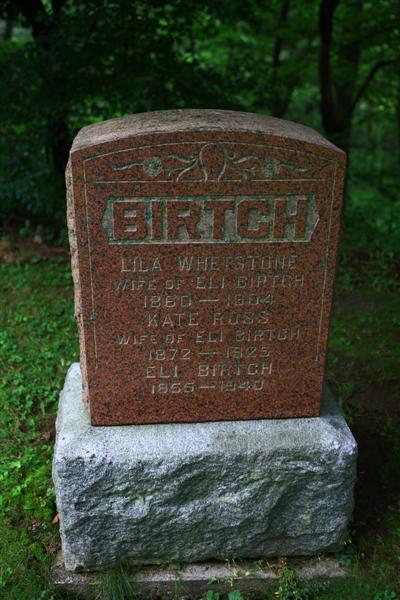 BIRTCH
LILA WHETSTONE
WIFE OF ELI BIRTCH
1860 — 1904
KATE ROSS
WIFE OF ELI BIRTCH
1872 — 1925
ELI BIRTCH
1855 — 1940